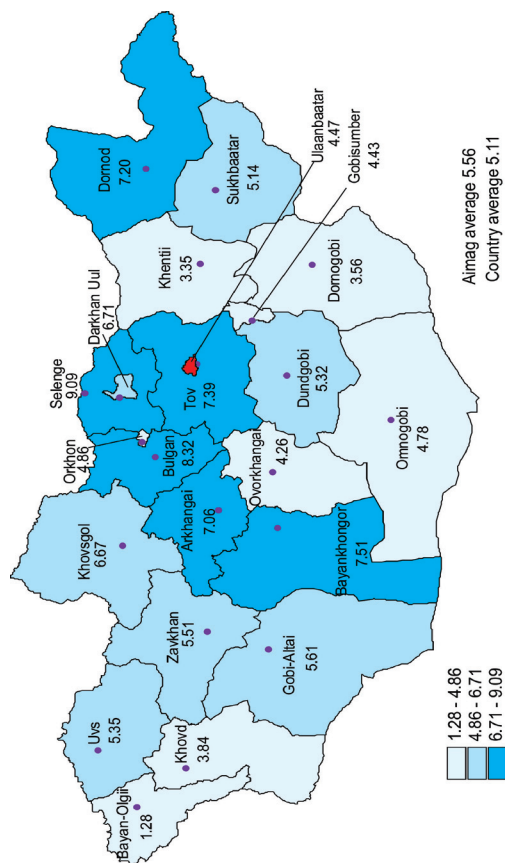 Bayan-Olgii
1.28
Uvs
5.35
Khovd
3.84
Zavkhan
5.51
Gobi-Altai
5.61
Khovsgol
6.67
Arkhangai
7.06
Bayankhongor
7.51
Orkhon
4.86
Bulgan
8.32
Ovorkhangai
4.26
Selenge
9.09
Darkhan Uul
6.71
Tov
7.39
Dundgobi
5.32
Omnogobi
4.78
Khentii
3.35
Dornogobi
3.56
Dornod
7.20
Sukhbaatar
5.14
Ulaanbaatar
4.47
Gobisumber
4.43
1.28 - 4.86
4.86 - 6.71
6.71 - 9.09
Aimag average 5.56
Country average 5.11